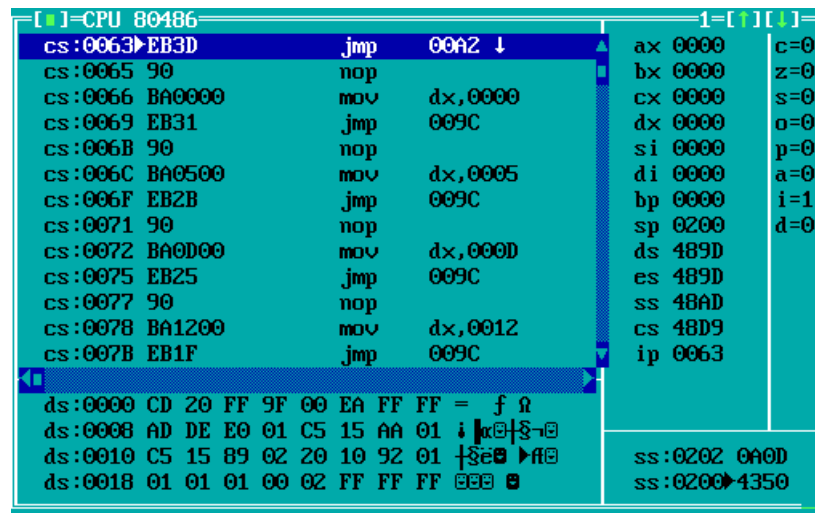 [■]=CPU 80486 1=[↑][↓]=
cs:0063►EB3D jmp 00A2 ↓ ax 0000 c=0
cs:0065 90 nop bx 0000 z=0
cs:0066 BA0000 mov dx,0000 cx 0000 s=0
cs:0069 EB31 jmp 009C dx 0000 o=0
cs:006B 90 nop si 0000 p=0
cs:006C BA0500 mov dx,0005 di 0000 a=0
cs:006F EB2B jmp 009C bp 0000 i=1
cs:0071 90 nop sp 0200 d=0
cs:0072 BA0D00 mov dx,000D ds 489D
cs:0075 EB25 jmp 009C es 489D
cs:0077 90 nop ss 48AD
cs:0078 BA1200 mov dx,0012 cs 48D9
cs:007B EB1F jmp 009C ip 0063
ds:0000 CD 20 FF 9F 00 EA FF FF = ƒ Ω
ds:0008 AD DE E0 01 C5 15 AA 01 ¡▐α☺┼§¬☺
ds:0010 C5 15 89 02 20 10 92 01 ┼§ë☻ ►Æ☺ ss:0202 0A0D
ds:0018 01 01 01 00 02 FF FF FF ☺☺☺ ☻ ss:0200►4350